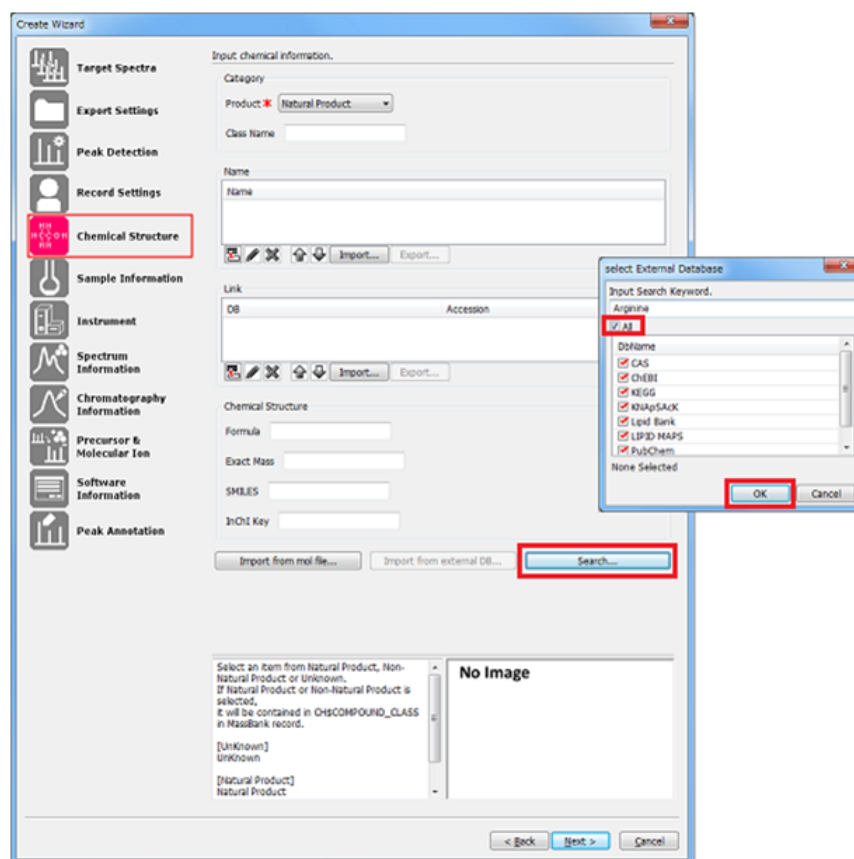 Create Wizard
Target Spectra
Export Settings
Peak Detection
Record Settings
Chemical Structure
Sample Information
Instrument
Spectrum
Information
Chromatography
Information
Precursor &
Molecular Ion
Software
Information
Peak Annotation
Input chemical information.
Category
Product * Natural Product
Class Name
Name
Name
Import... Export...
Link
DB Accession
Import... Export...
Chemical Structure
Formula
Exact Mass
SMILES
InChI Key
Import from mol file... Import from external DB... Search...
Select an item from Natural Product, Non-
Natural Product or Unknown.
If Natural Product or Non-Natural Product is
selected,
it will be contained in CH$COMPOUND_CLASS
in MassBank record.
[UnKnown]
UnKnown
[Natural Product]
Natural Product
No Image
< Back Next > Cancel
select External Database
Input Search Keyword.
Arginine
All
DbName
CAS
ChEBI
KEGG
KNApSAcK
Lipid Bank
LIPID MAPS
PubChem
None Selected
OK Cancel